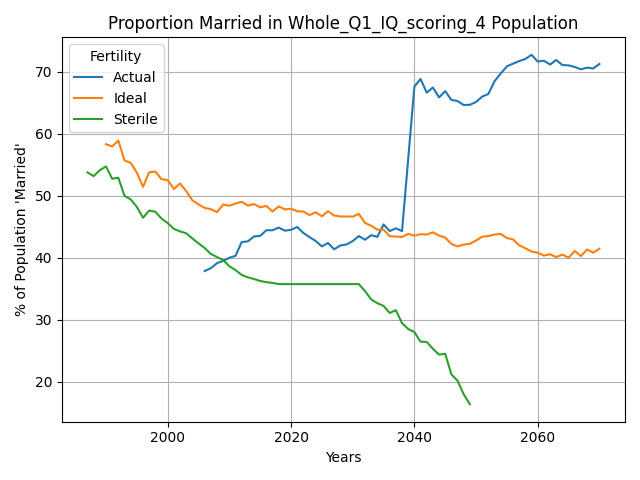 Proportion Married in Whole_Q1_IQ_scoring_4 Population
Fertility
Actual
Ideal
Sterile
% of Population 'Married'
70
60
50
40
30
20
2000
2020
2040
2060
Years